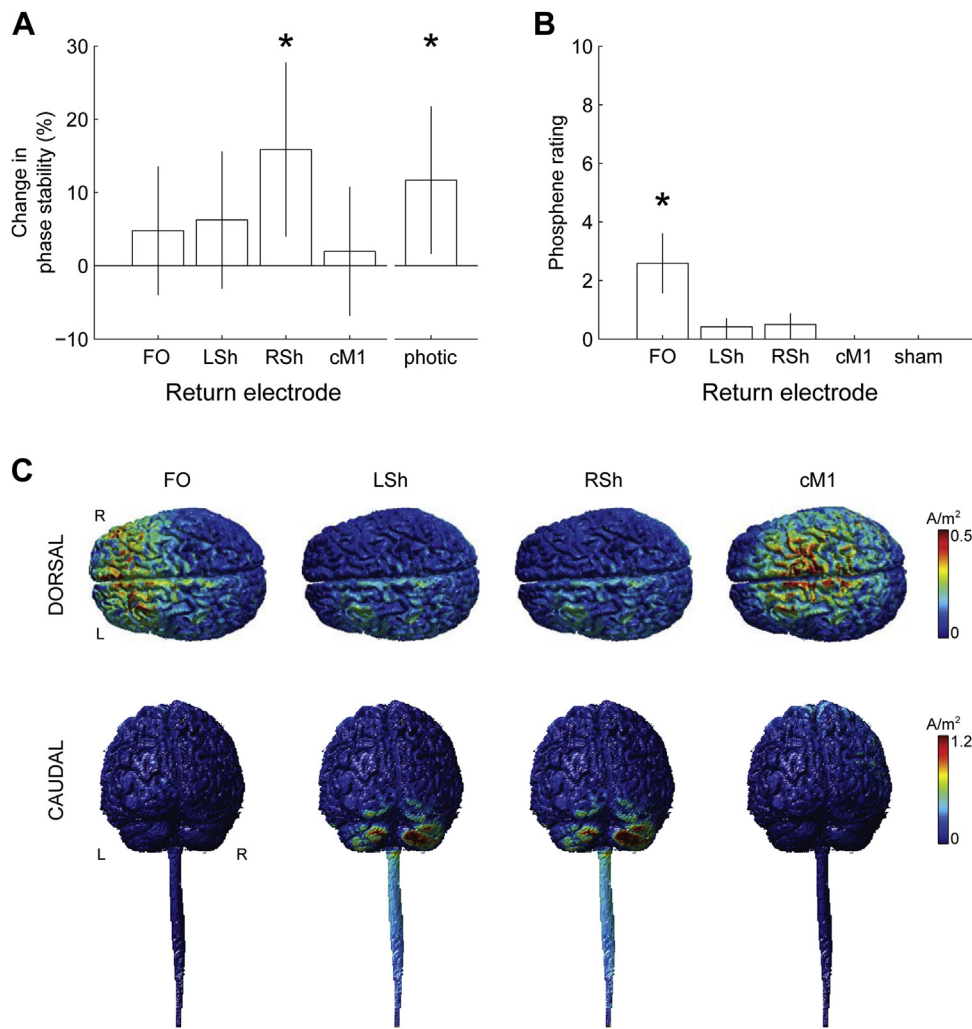 A
30
20
10
0
−10
Change in
phase stability (%)
*
*
FO LSh RSh cM1 photic
Return electrode
B
10
8
6
4
2
0
Phosphene rating
*
FO LSh RSh cM1 sham
Return electrode
C
FO LSh RSh cM1
DORSAL
R
L
A/m²
0.5
0
CAUDAL
L R
A/m²
1.2
0